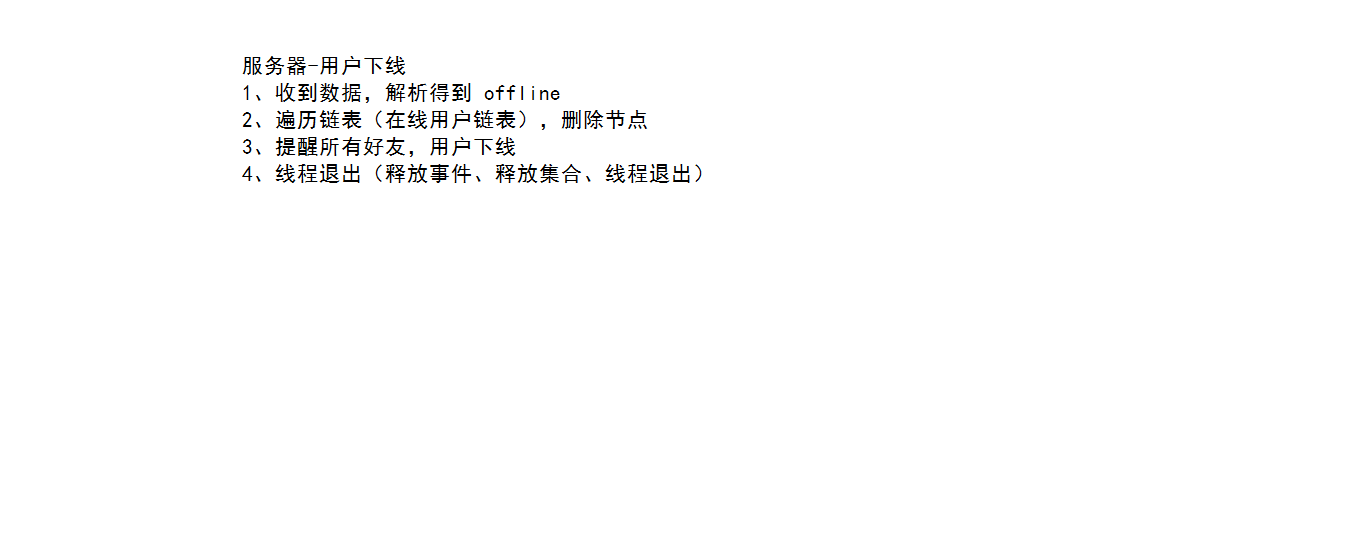 服务器-用户下线
1、收到数据，解析得到 offline
2、遍历链表（在线用户链表），删除节点
3、提醒所有好友，用户下线
4、线程退出（释放事件、释放集合、线程退出）